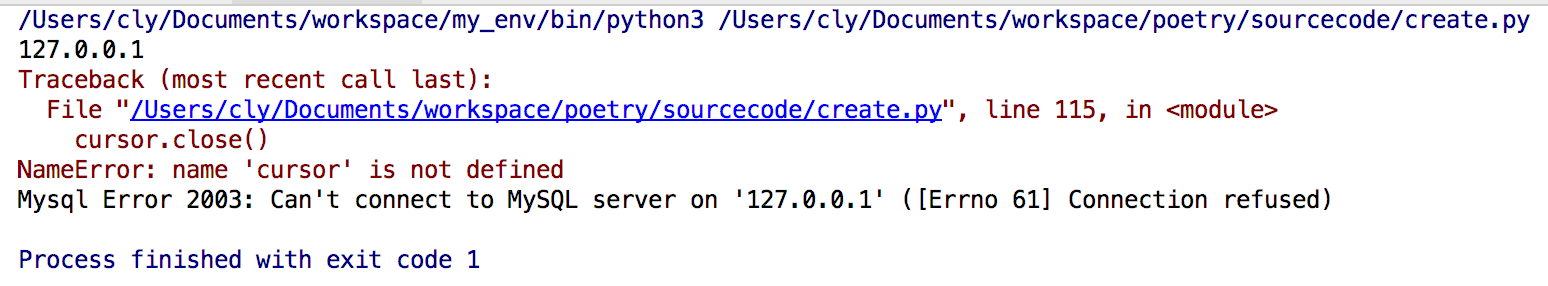 /Users/cly/Documents/workspace/my_env/bin/python3 /Users/cly/Documents/workspace/poetry/sourcecode/create.py
127.0.0.1
Traceback (most recent call last):
  File "/Users/cly/Documents/workspace/poetry/sourcecode/create.py", line 115, in <module>
    cursor.close()
NameError: name 'cursor' is not defined
Mysql Error 2003: Can't connect to MySQL server on '127.0.0.1' ([Errno 61] Connection refused)
Process finished with exit code 1